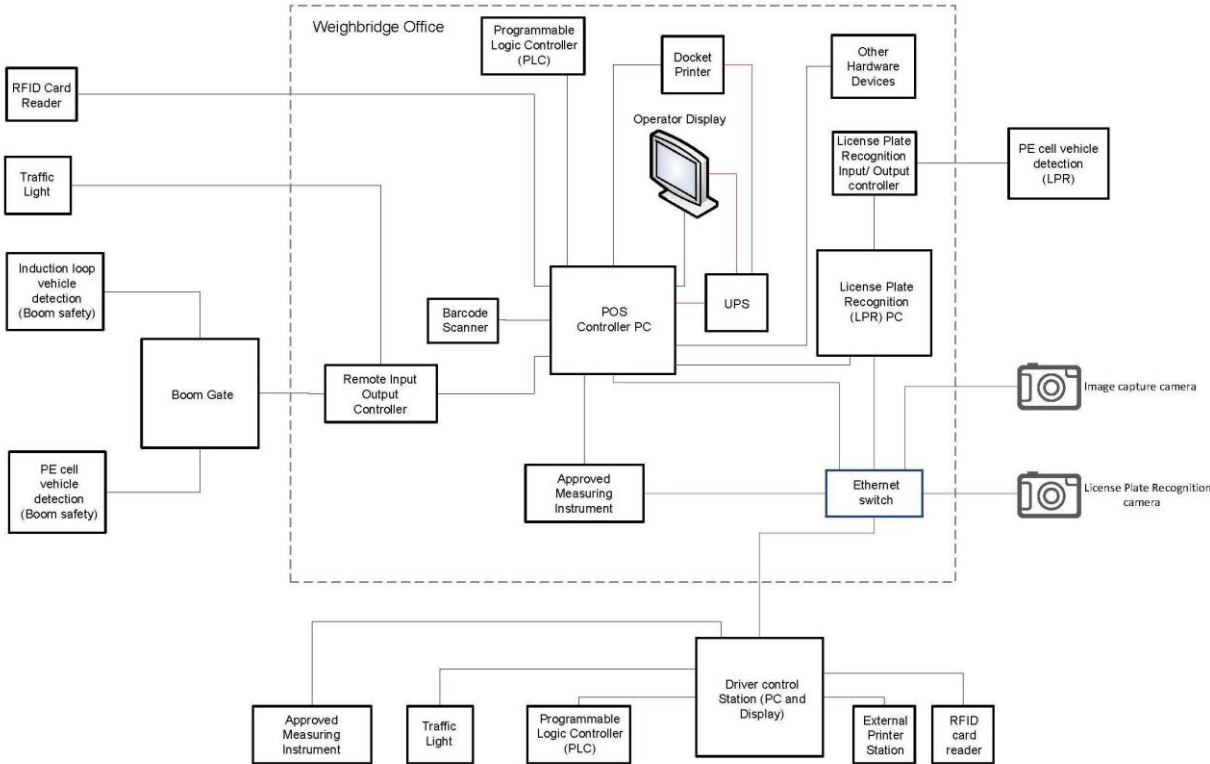 Weighbridge Office
Programmable
Logic Controller
(PLC)
Docket
Printer
Other
Hardware
Devices
RFID Card
Reader
Operator Display
License Plate
Recognition
Input/ Output
controller
PE cell vehicle
detection
(LPR)
Traffic
Light
Induction loop
vehicle
detection
(Boom safety)
Barcode
Scanner
POS
Controller PC
UPS
License Plate
Recognition
(LPR) PC
Boom Gate
Remote Input
Output
Controller
Image capture camera
PE cell
vehicle
detection
(Boom safety)
Approved
Measuring
Instrument
Ethernet
switch
License Plate Recognition
camera
Approved
Measuring
Instrument
Traffic
Light
Programmable
Logic Controller
(PLC)
Driver control
Station (PC and
Display)
External
Printer
Station
RFID
card
reader